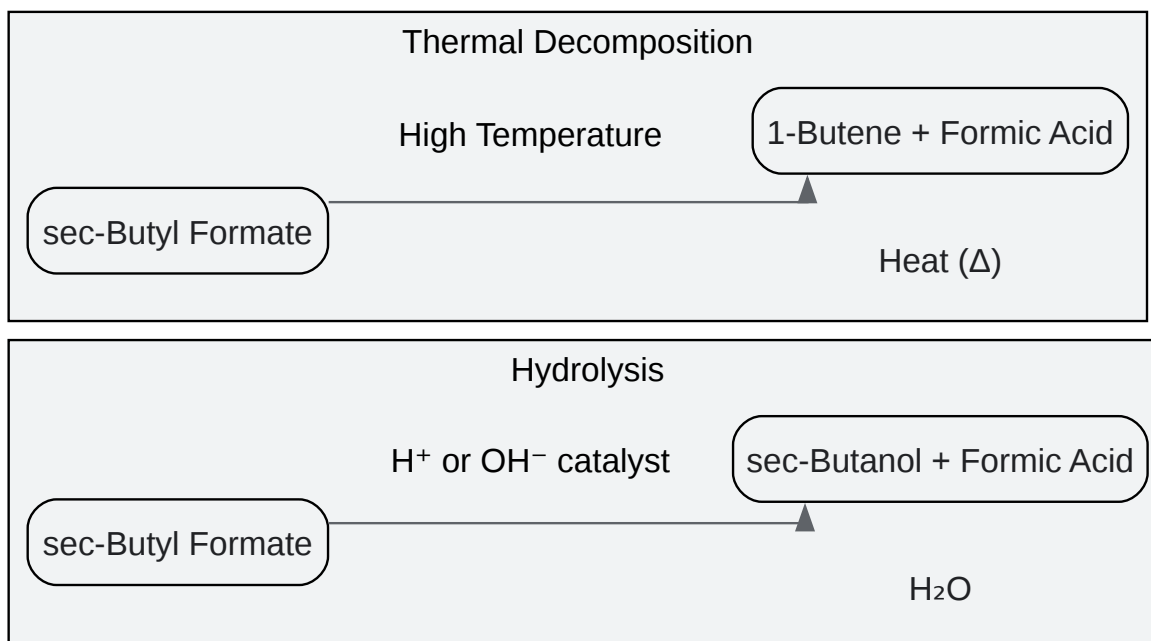 Thermal Decomposition
High Temperature
1-Butene + Formic Acid
sec-Butyl Formate
Heat (Δ)
Hydrolysis
H⁺ or OH⁻ catalyst
sec-Butanol + Formic Acid
sec-Butyl Formate
H₂O